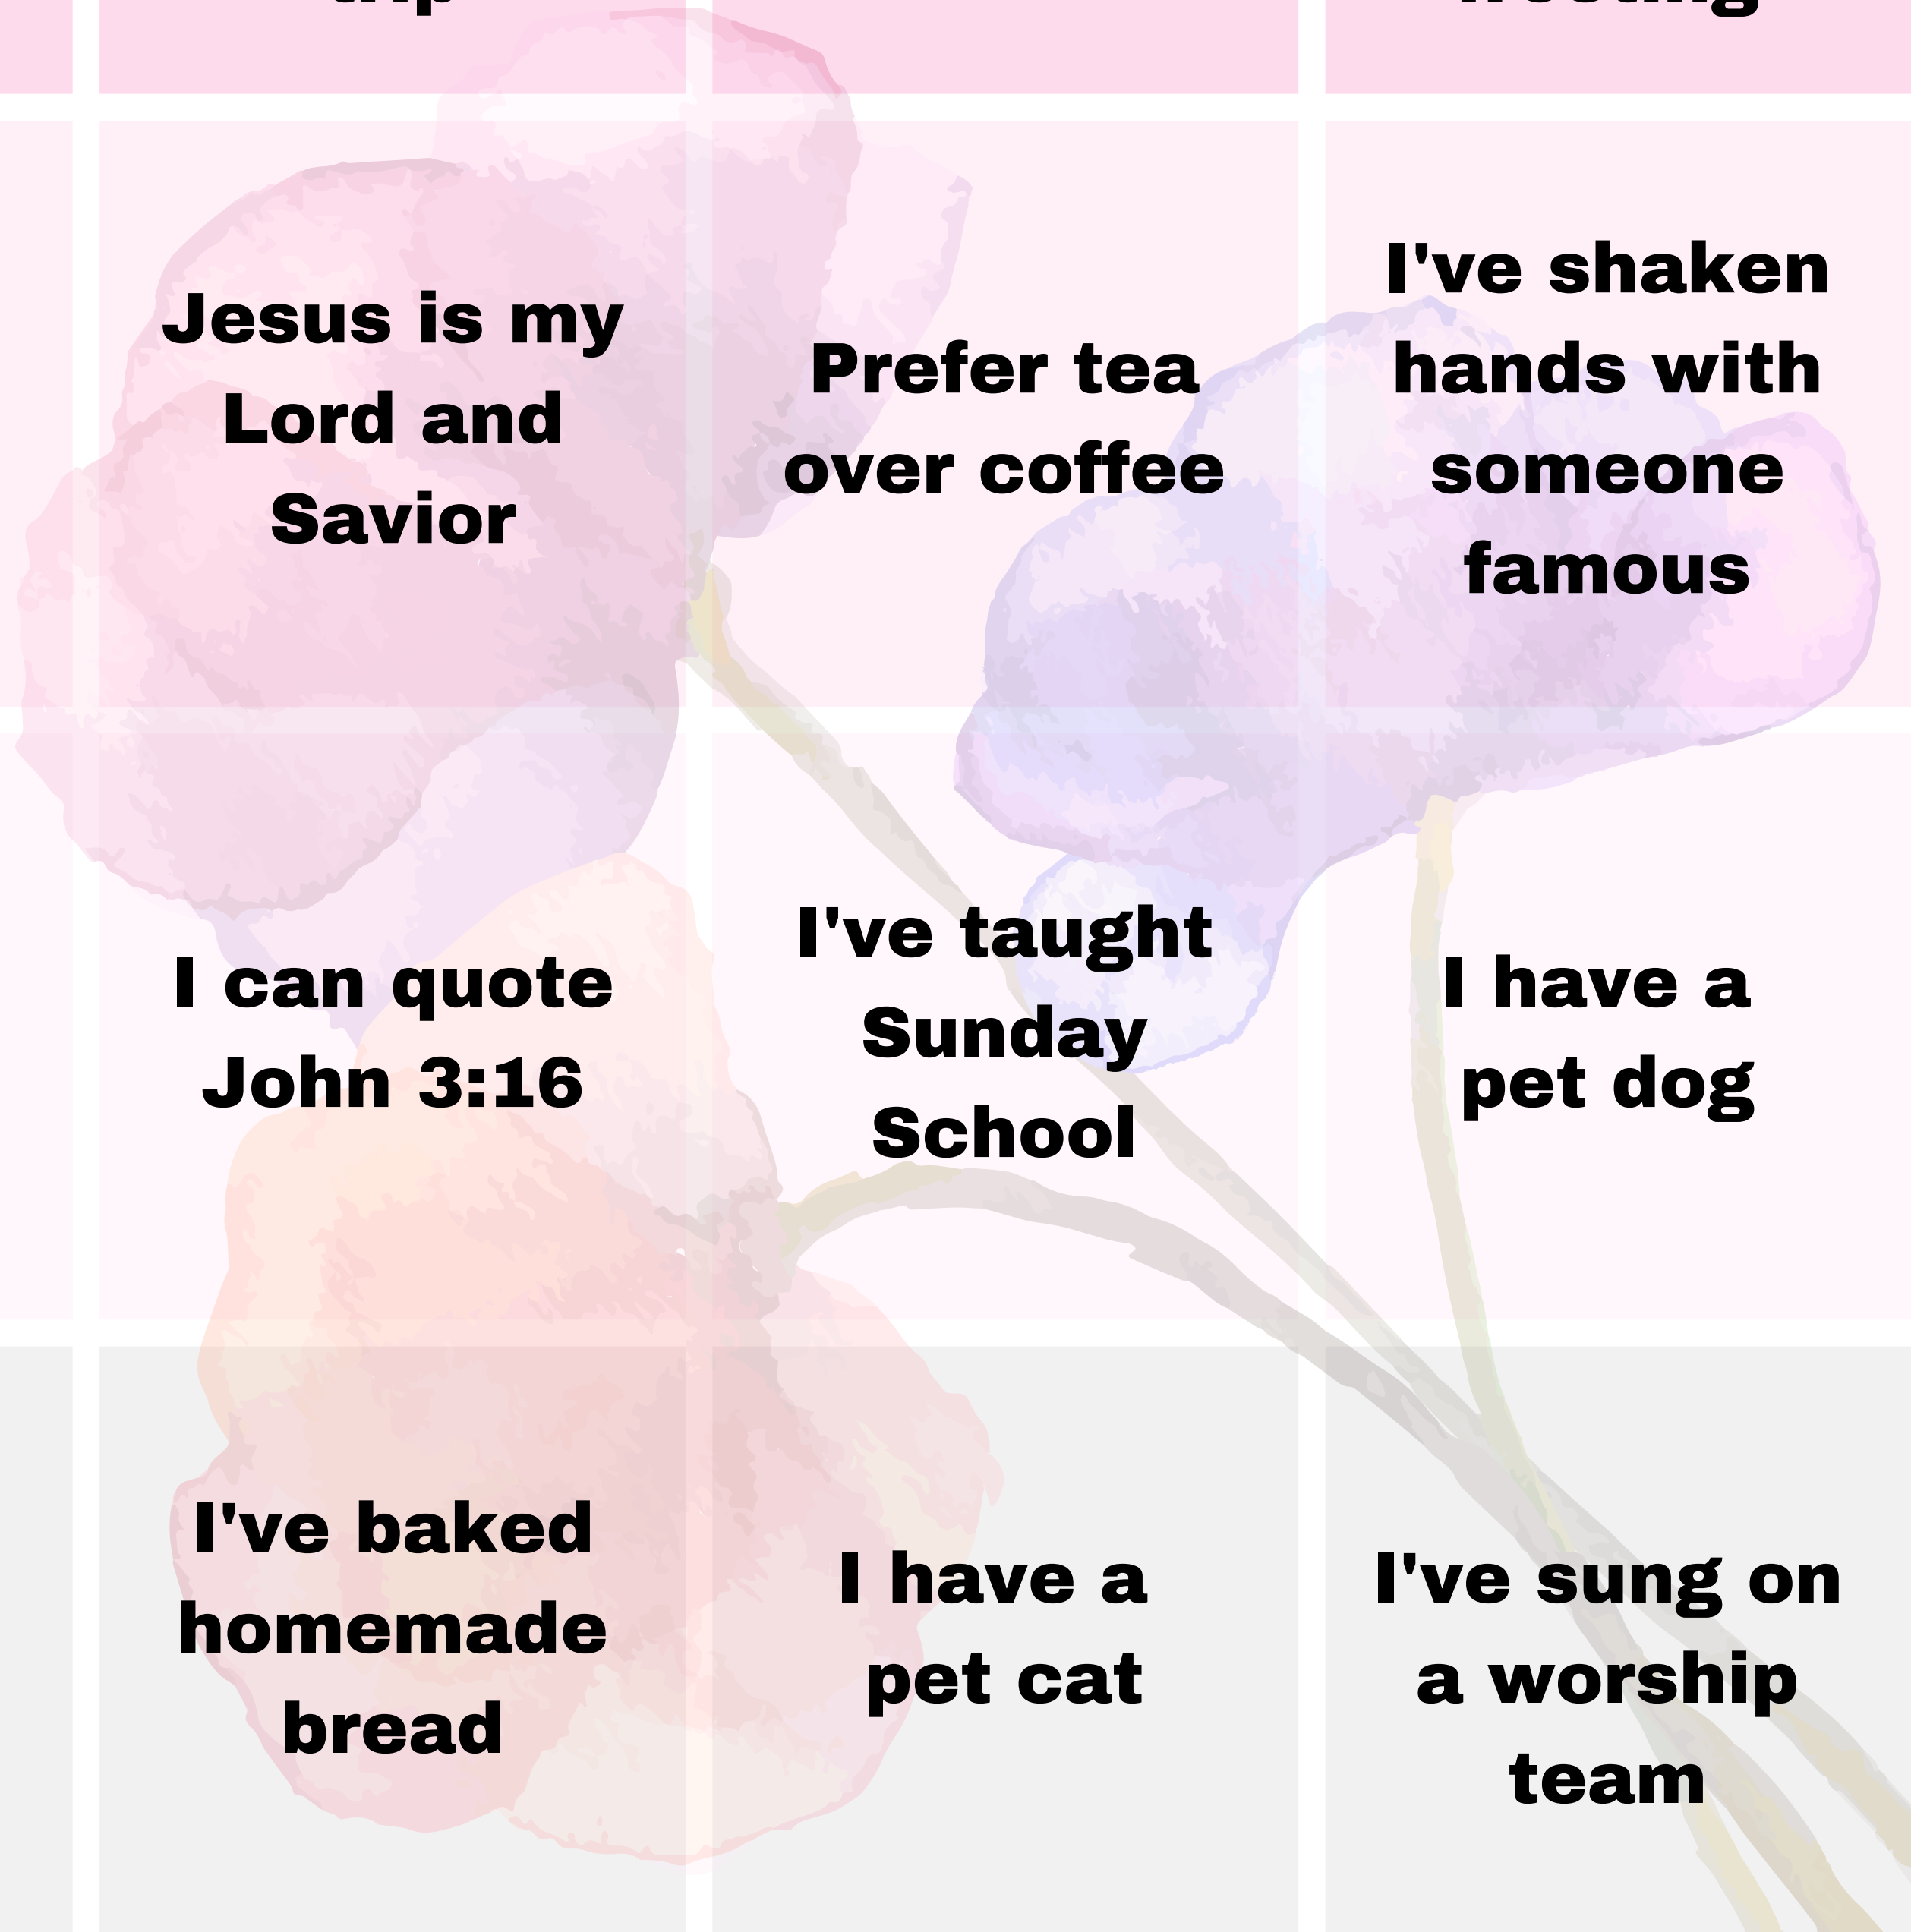 Jesus is my
Lord and
Savior
Prefer tea
over coffee
I've shaken
hands with
someone
famous
I can quote
John 3:16
I've taught
Sunday
School
I have a
pet dog
I've baked
homemade
bread
I have a
pet cat
I've sung on
a worship
team